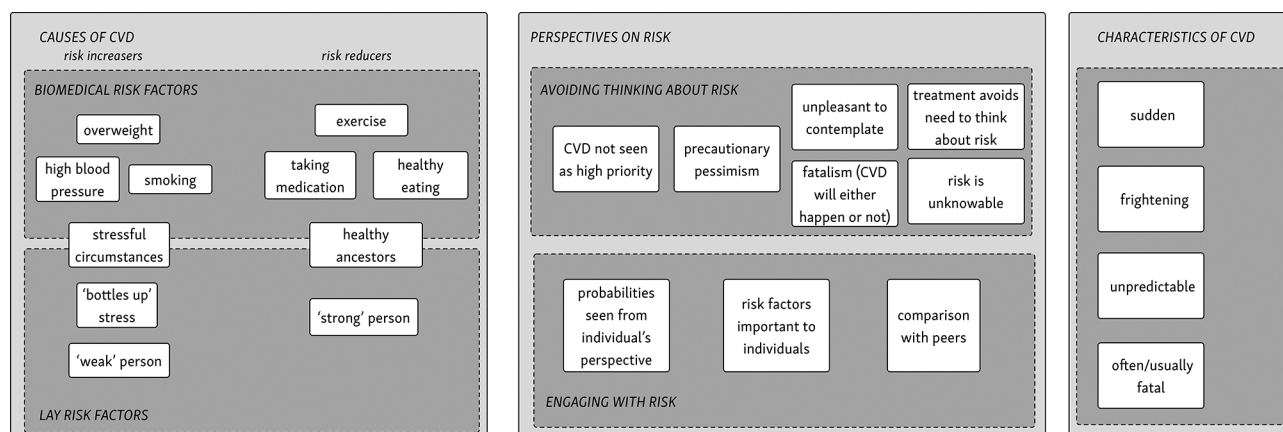 CAUSES OF CVD
risk increasers
risk reducers
BIOMEDICAL RISK FACTORS
overweight
exercise
high blood
pressure
smoking
taking
medication
healthy
eating
stressful
circumstances
healthy
ancestors
‘bottles up’
stress
‘strong’ person
‘weak’ person
LAY RISK FACTORS
PERSPECTIVES ON RISK
AVOIDING THINKING ABOUT RISK
CVD not seen
as high priority
precautionary
pessimism
unpleasant to
contemplate
treatment avoids
need to think
about risk
fatalism (CVD
will either
happen or not)
risk is
unknowable
probabilities
seen from
individual’s
perspective
risk factors
important to
individuals
comparison
with peers
ENGAGING WITH RISK
CHARACTERISTICS OF CVD
sudden
frightening
unpredictable
often/usually
fatal